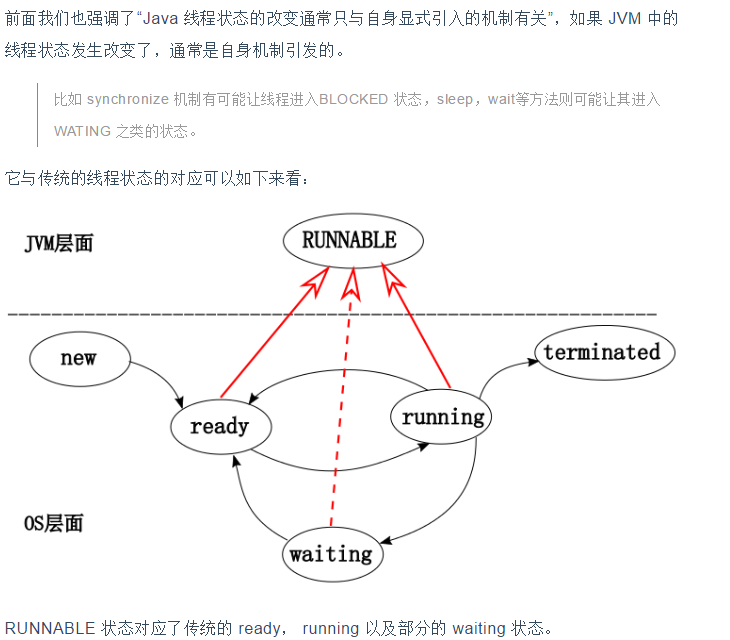 前面我们也强调了“Java 线程状态的改变通常只与自身显式引入的机制有关”，如果 JVM 中的
线程状态发生改变了，通常是自身机制引发的。
比如 synchronize 机制有可能让线程进入BLOCKED 状态，sleep，wait等方法则可能让其进入
WATING 之类的状态。
它与传统的线程状态的对应可以如下来看：
JVM层面
RUNNABLE
new
terminated
ready
running
OS层面
waiting
RUNNABLE 状态对应了传统的 ready， running 以及部分的 waiting 状态。